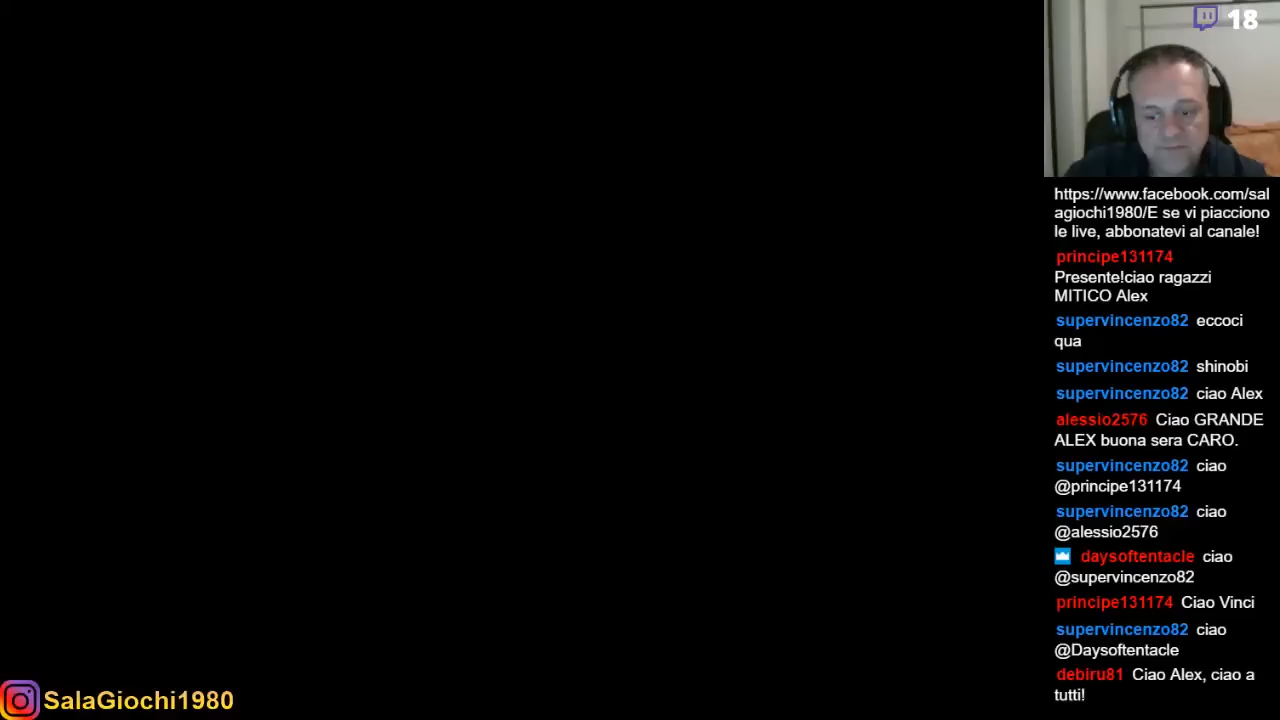 18
https://www.facebook.com/sal
agiochi1980/E se vi piacciono
le live, abbonatevi al canale!
principe131174
Presente!ciao ragazzi
MITICO Alex
supervincenzo82 eccoci
qua
supervincenzo82 shinobi
supervincenzo82 ciao Alex
alessio2576 Ciao GRANDE
ALEX buona sera CARO.
supervincenzo82 ciao
@principe131174
supervincenzo82 ciao
@alessio2576
daysoftentacle ciao
@supervincenzo82
principe131174 Ciao Vinci
supervincenzo82 ciao
@Daysoftentacle
debiru81 Ciao Alex, ciao a
tutti!
SalaGiochi1980